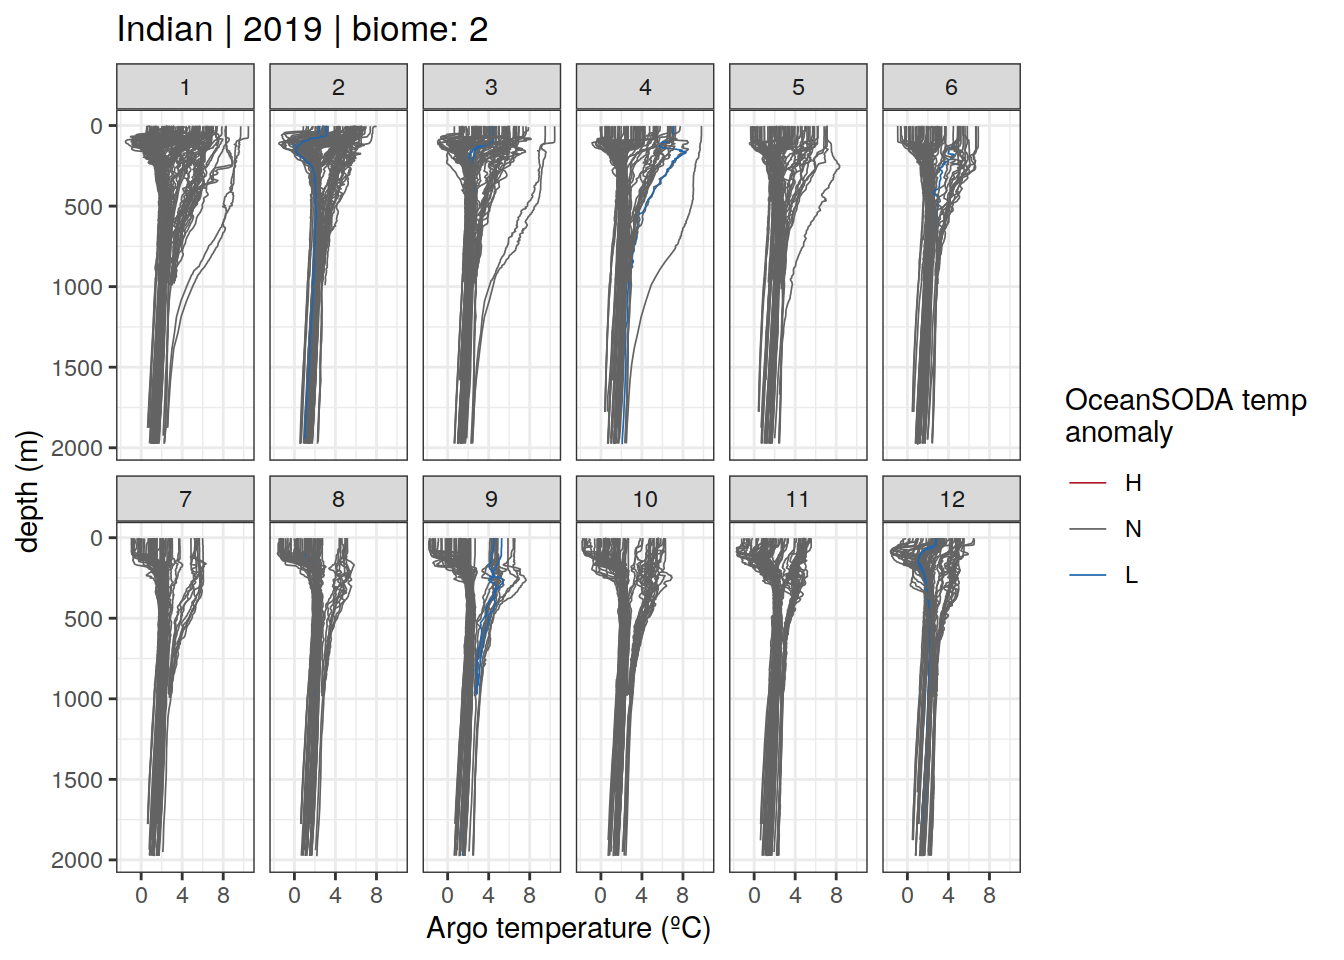 Indian | 2019 | biome: 2
1 2 3 4 5 6
0
500
1000
1500
2000
7 8 9 10 11 12
0
500
1000
1500
2000
0 4 8 0 4 8 0 4 8 0 4 8 0 4 8 0 4 8
Argo temperature (ºC)
depth (m)
OceanSODA temp
anomaly
H
N
L